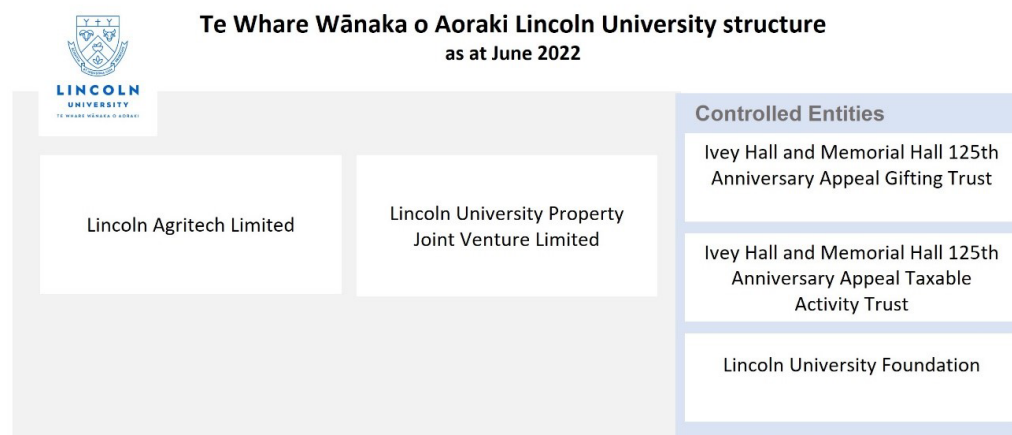 Te Whare Wānaka o Aoraki Lincoln University structure
as at June 2022
LINCOLN
UNIVERSITY
TE WHARE WĀNAKA O AORAKI
Lincoln Agritech Limited
Lincoln University Property
Joint Venture Limited
Controlled Entities
Ivey Hall and Memorial Hall 125th
Anniversary Appeal Gifting Trust
Ivey Hall and Memorial Hall 125th
Anniversary Appeal Taxable
Activity Trust
Lincoln University Foundation